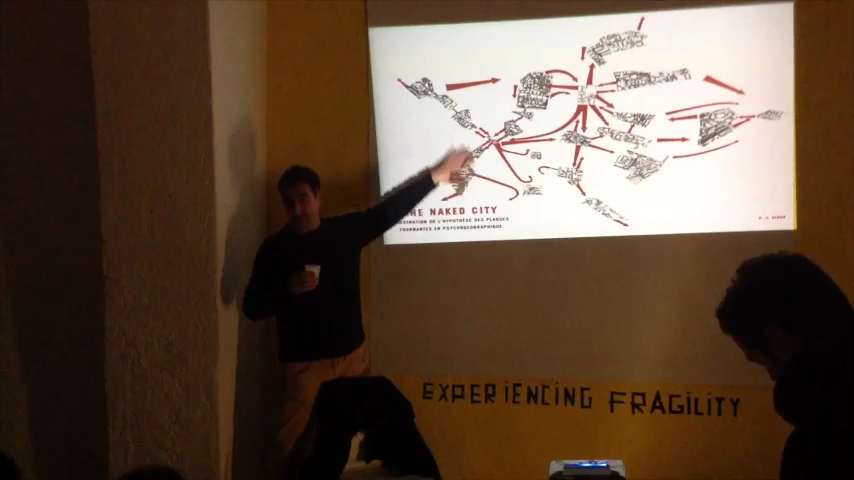 THE NAKED CITY
ILLUSTRATION DE L'HYPOTHÈSE DES PLAQUES
TOURNANTES EN PSYCHOGEOGRAPHIQUE
EXPERIENCING FRAGILITY